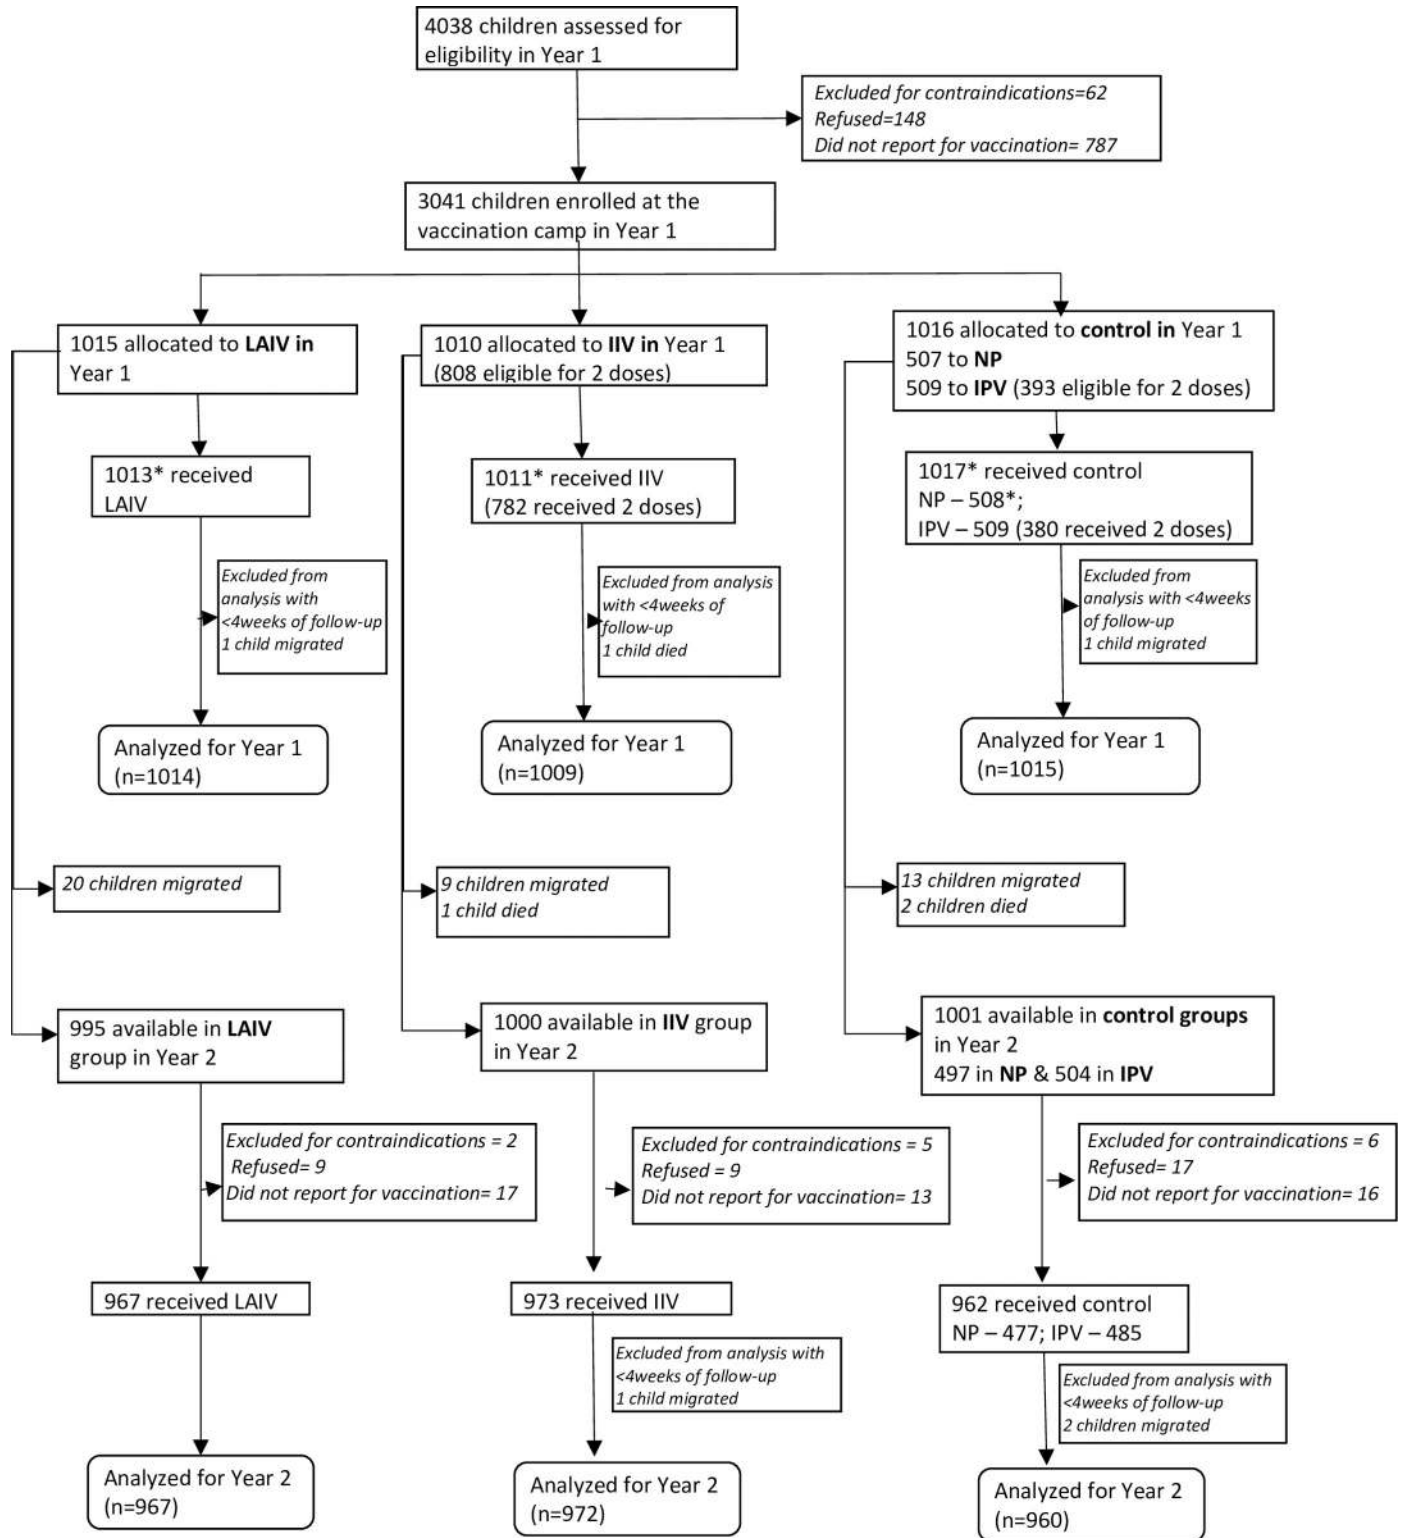 4038 children assessed for
eligibility in Year 1
Excluded for contraindications=62
Refused=148
Did not report for vaccination= 787
3041 children enrolled at the
vaccination camp in Year 1
1015 allocated to LAIV in
Year 1
1010 allocated to IIV in Year 1
(808 eligible for 2 doses)
1016 allocated to control in Year 1
507 to NP
509 to IPV (393 eligible for 2 doses)
1013* received
LAIV
1011* received IIV
(782 received 2 doses)
1017* received control
NP – 508*;
IPV – 509 (380 received 2 doses)
Excluded from
analysis with
<4weeks of follow-up
1 child migrated
Excluded from analysis
with <4weeks of
follow-up
1 child died
Excluded from
analysis with <4weeks
of follow-up
1 child migrated
Analyzed for Year 1
(n=1014)
Analyzed for Year 1
(n=1009)
Analyzed for Year 1
(n=1015)
20 children migrated
9 children migrated
1 child died
13 children migrated
2 children died
995 available in LAIV
group in Year 2
1000 available in IIV group
in Year 2
1001 available in control groups
in Year 2
497 in NP & 504 in IPV
Excluded for contraindications = 2
Refused= 9
Did not report for vaccination= 17
Excluded for contraindications = 5
Refused = 9
Did not report for vaccination= 13
Excluded for contraindications = 6
Refused= 17
Did not report for vaccination= 16
967 received LAIV
973 received IIV
962 received control
NP – 477; IPV – 485
Excluded from analysis with
<4weeks of follow-up
1 child migrated
Excluded from analysis with
<4weeks of follow-up
2 children migrated
Analyzed for Year 2
(n=967)
Analyzed for Year 2
(n=972)
Analyzed for Year 2
(n=960)